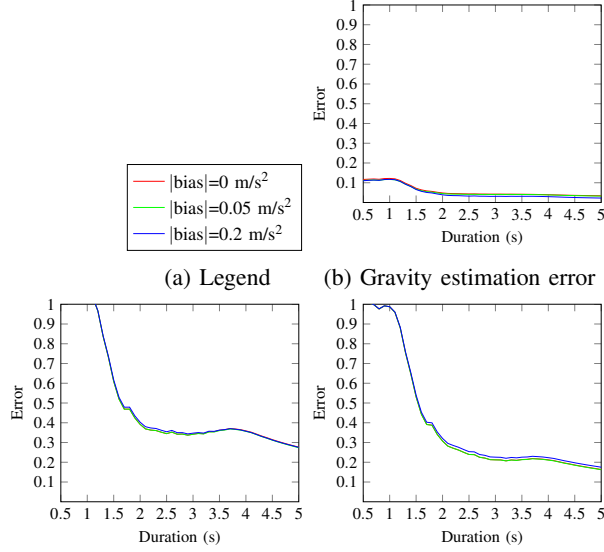 1
0.9
0.8
0.7
0.6
0.5
0.4
0.3
0.2
0.1
Error
0.5 1 1.5 2 2.5 3 3.5 4 4.5 5
Duration (s)
|bias|=0 m/s²
|bias|=0.05 m/s²
|bias|=0.2 m/s²
(a) Legend
(b) Gravity estimation error
1
0.9
0.8
0.7
0.6
0.5
0.4
0.3
0.2
0.1
Error
0.5 1 1.5 2 2.5 3 3.5 4 4.5 5
Duration (s)
1
0.9
0.8
0.7
0.6
0.5
0.4
0.3
0.2
0.1
Error
0.5 1 1.5 2 2.5 3 3.5 4 4.5 5
Duration (s)